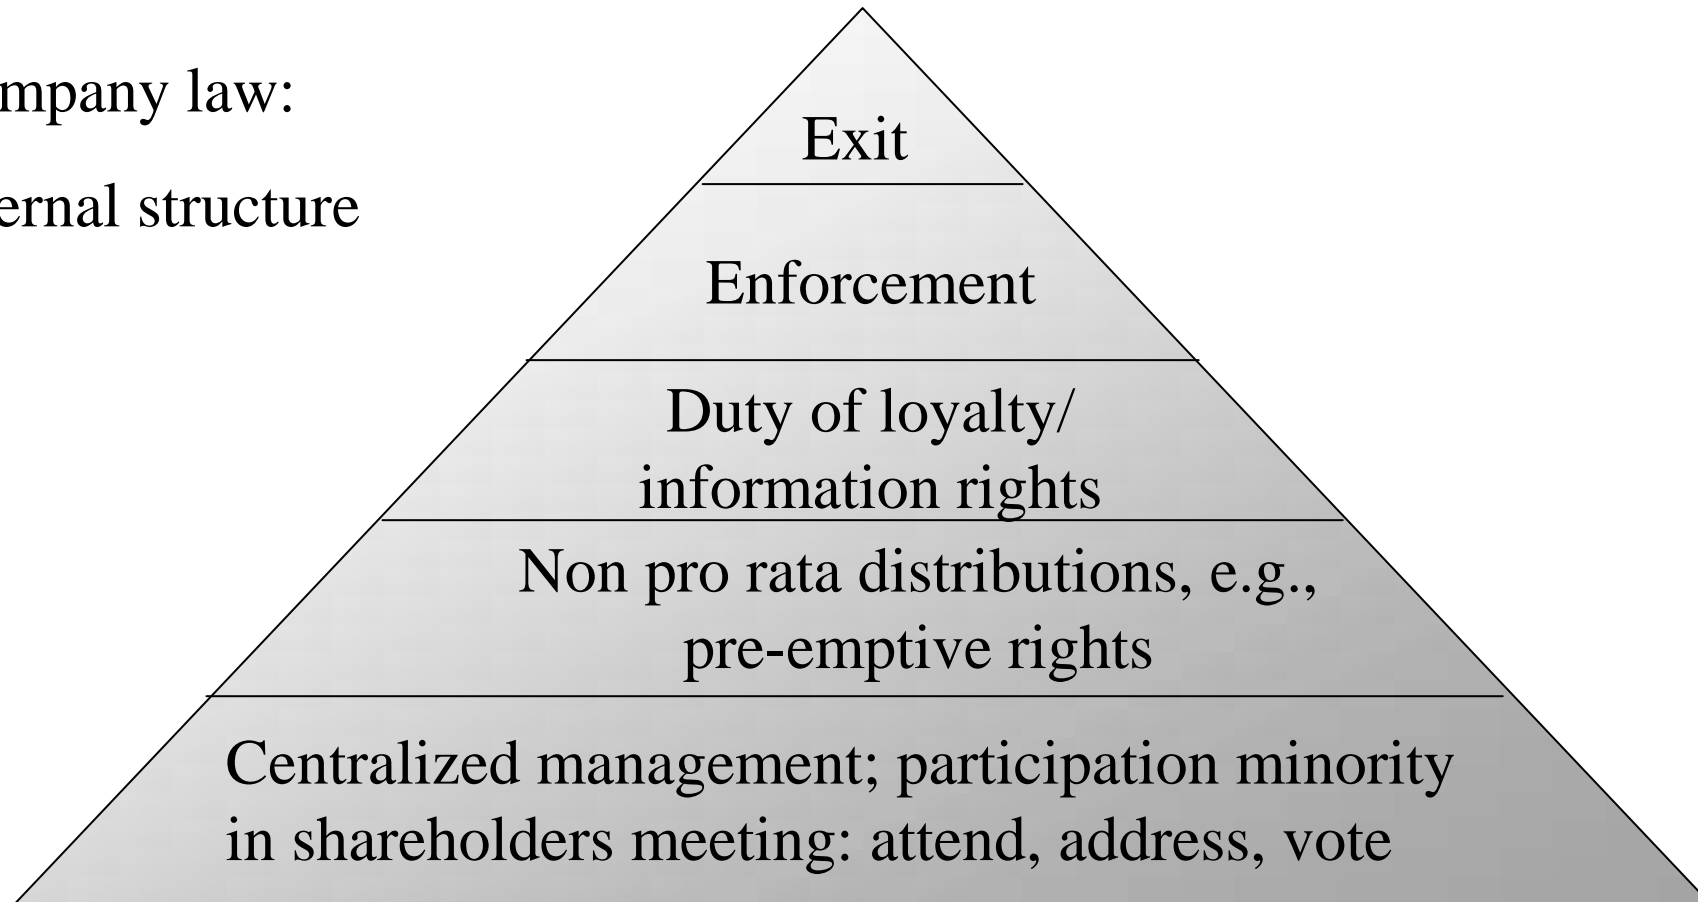 mpany law:
ernal structure
Exit
Enforcement
Duty of loyalty/
information rights
Non pro rata distributions, e.g.,
pre-emptive rights
Centralized management; participation minority
in shareholders meeting: attend, address, vote